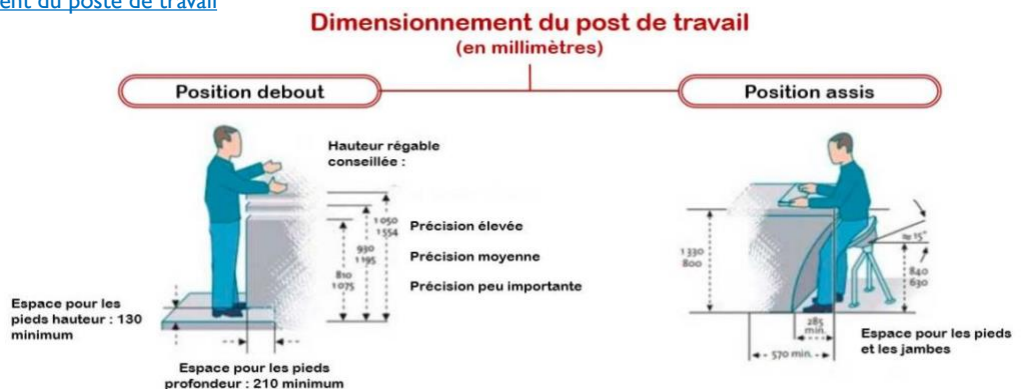 ent du poste de travail
Dimensionnement du post de travail
(en millimètres)
Position debout
Position assis
Hauteur régable
conseillée :
1 050
1 554
930
1 195
810
1 075
Précision élevée
Précision moyenne
Précision peu importante
Espace pour les
pieds hauteur : 130
minimum
Espace pour les pieds
profondeur : 210 minimum
1 330
800
≈ 15°
840
630
285
min.
570 min.
Espace pour les pieds
et les jambes